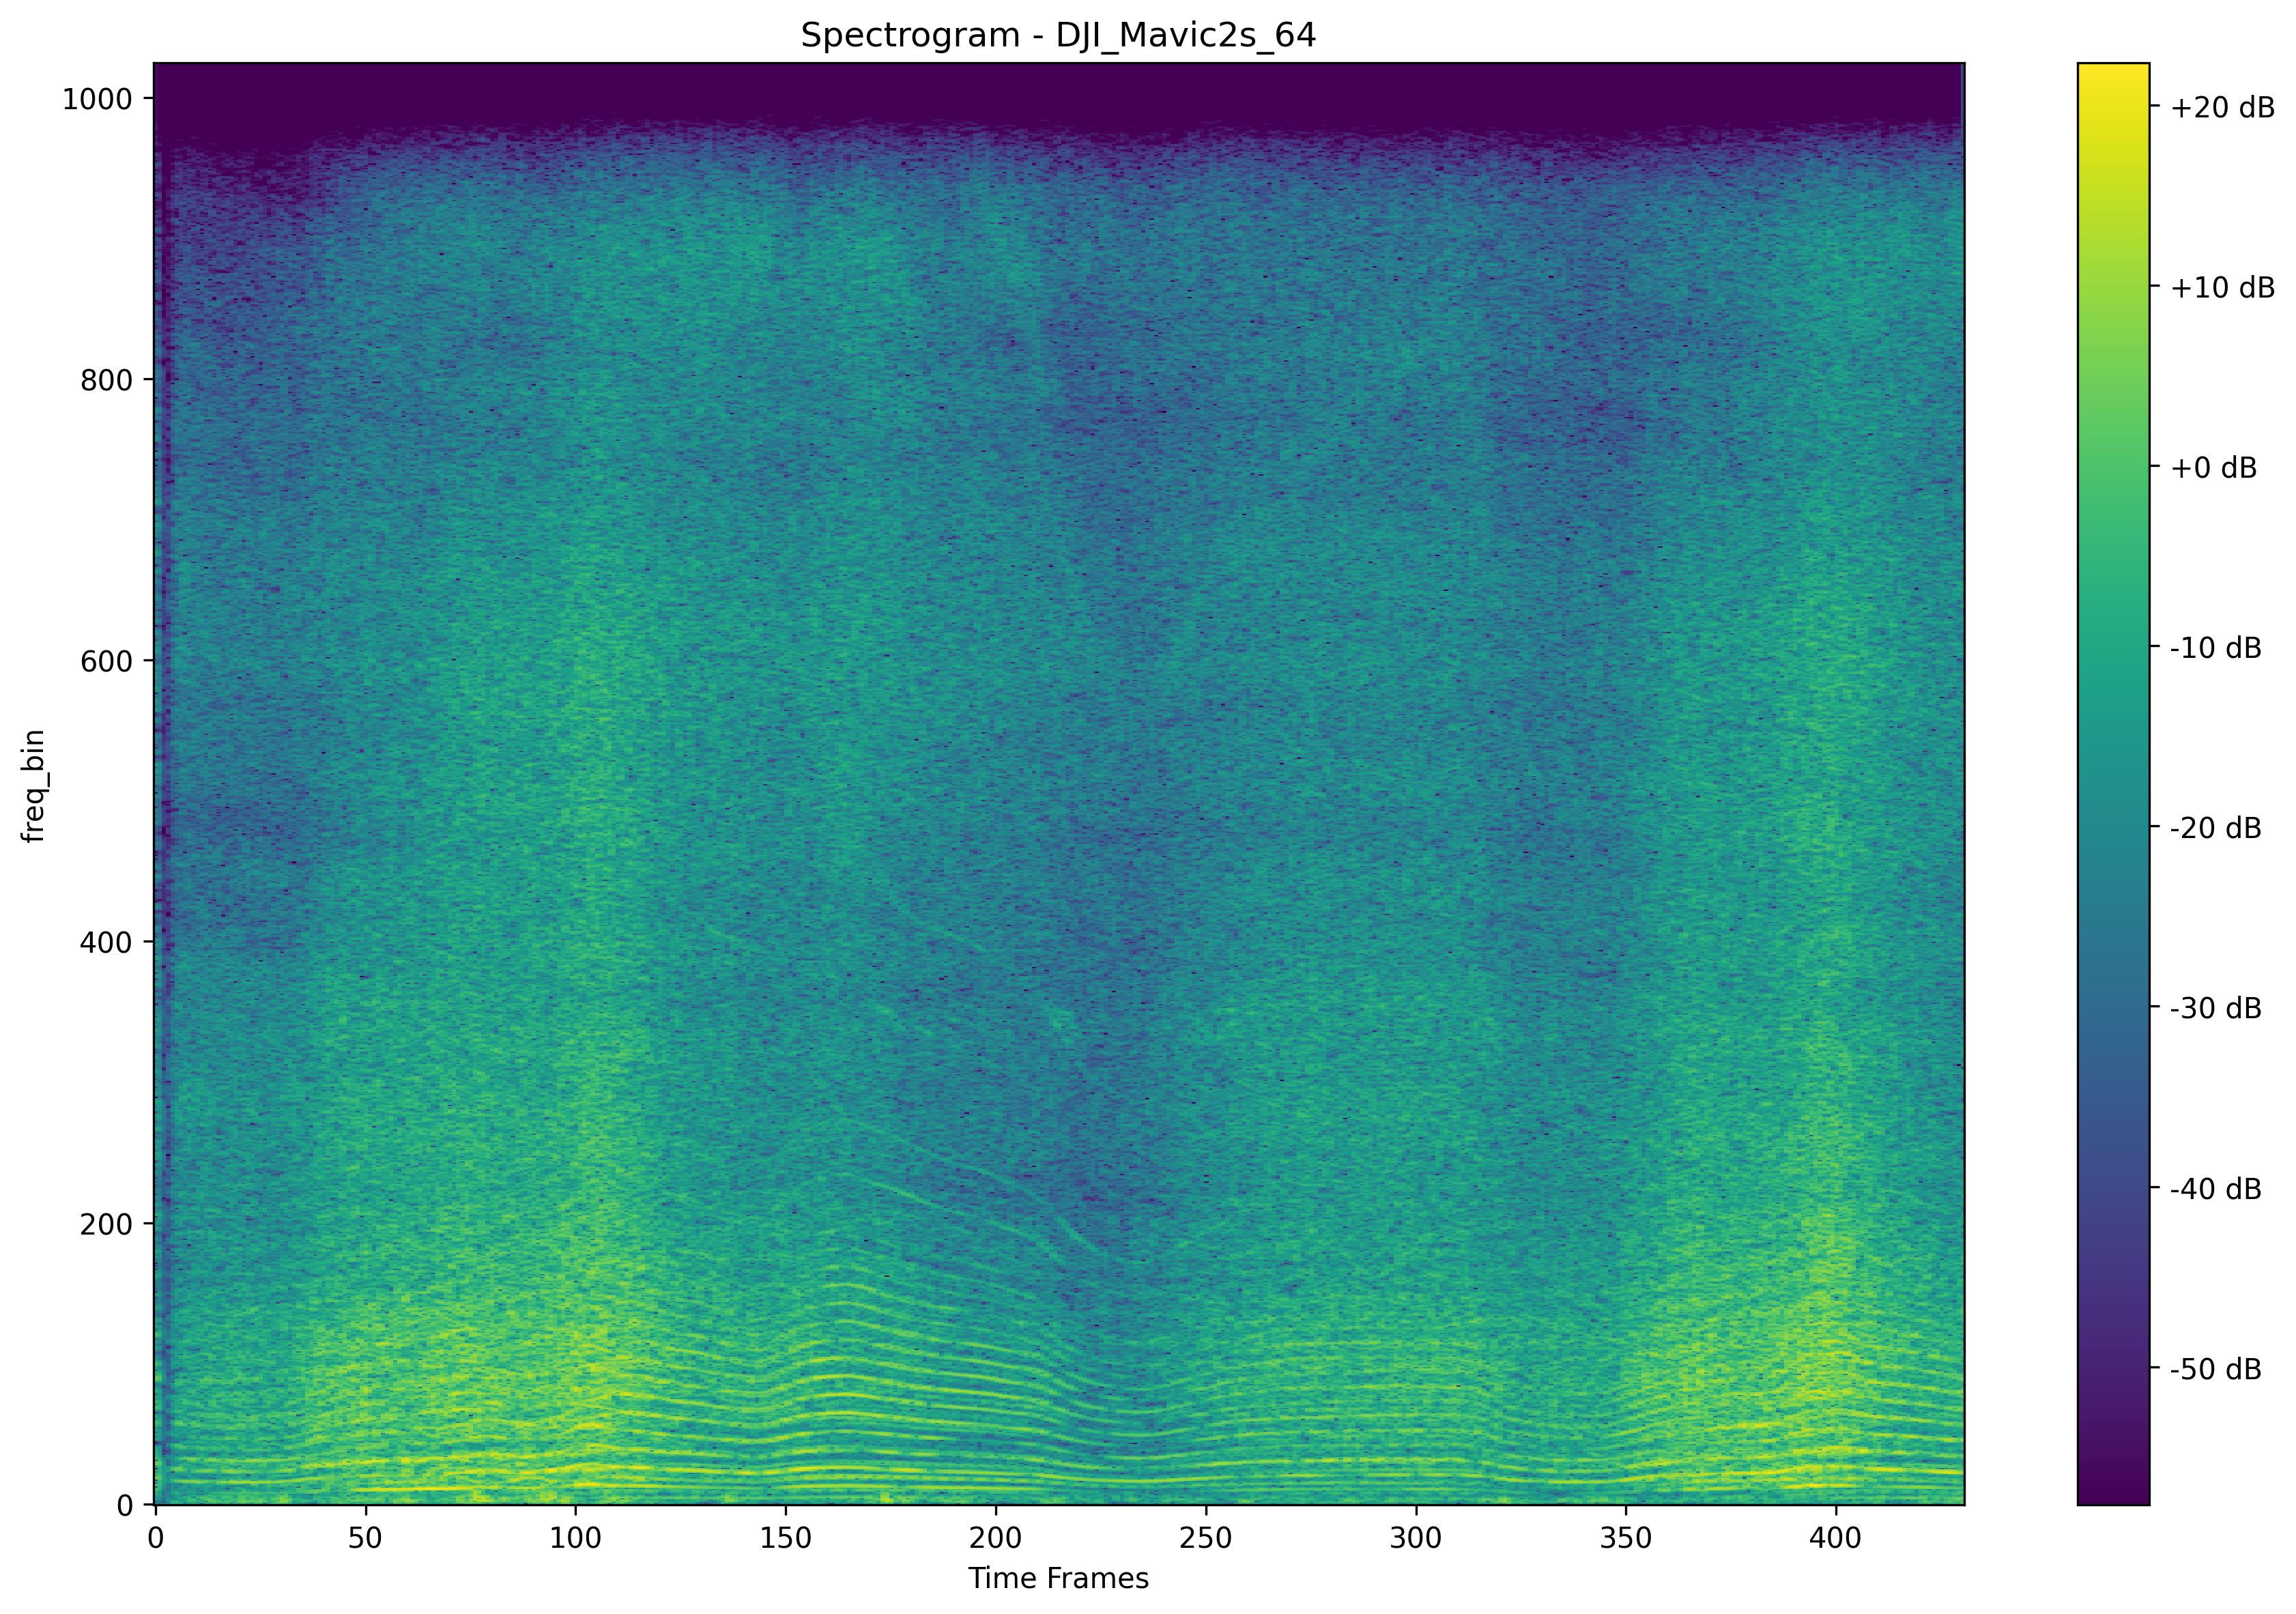 Spectrogram - DJI_Mavic2s_64
1000
800
600
400
200
0
freq_bin
0 50 100 150 200 250 300 350 400
Time Frames
+20 dB
+10 dB
+0 dB
-10 dB
-20 dB
-30 dB
-40 dB
-50 dB